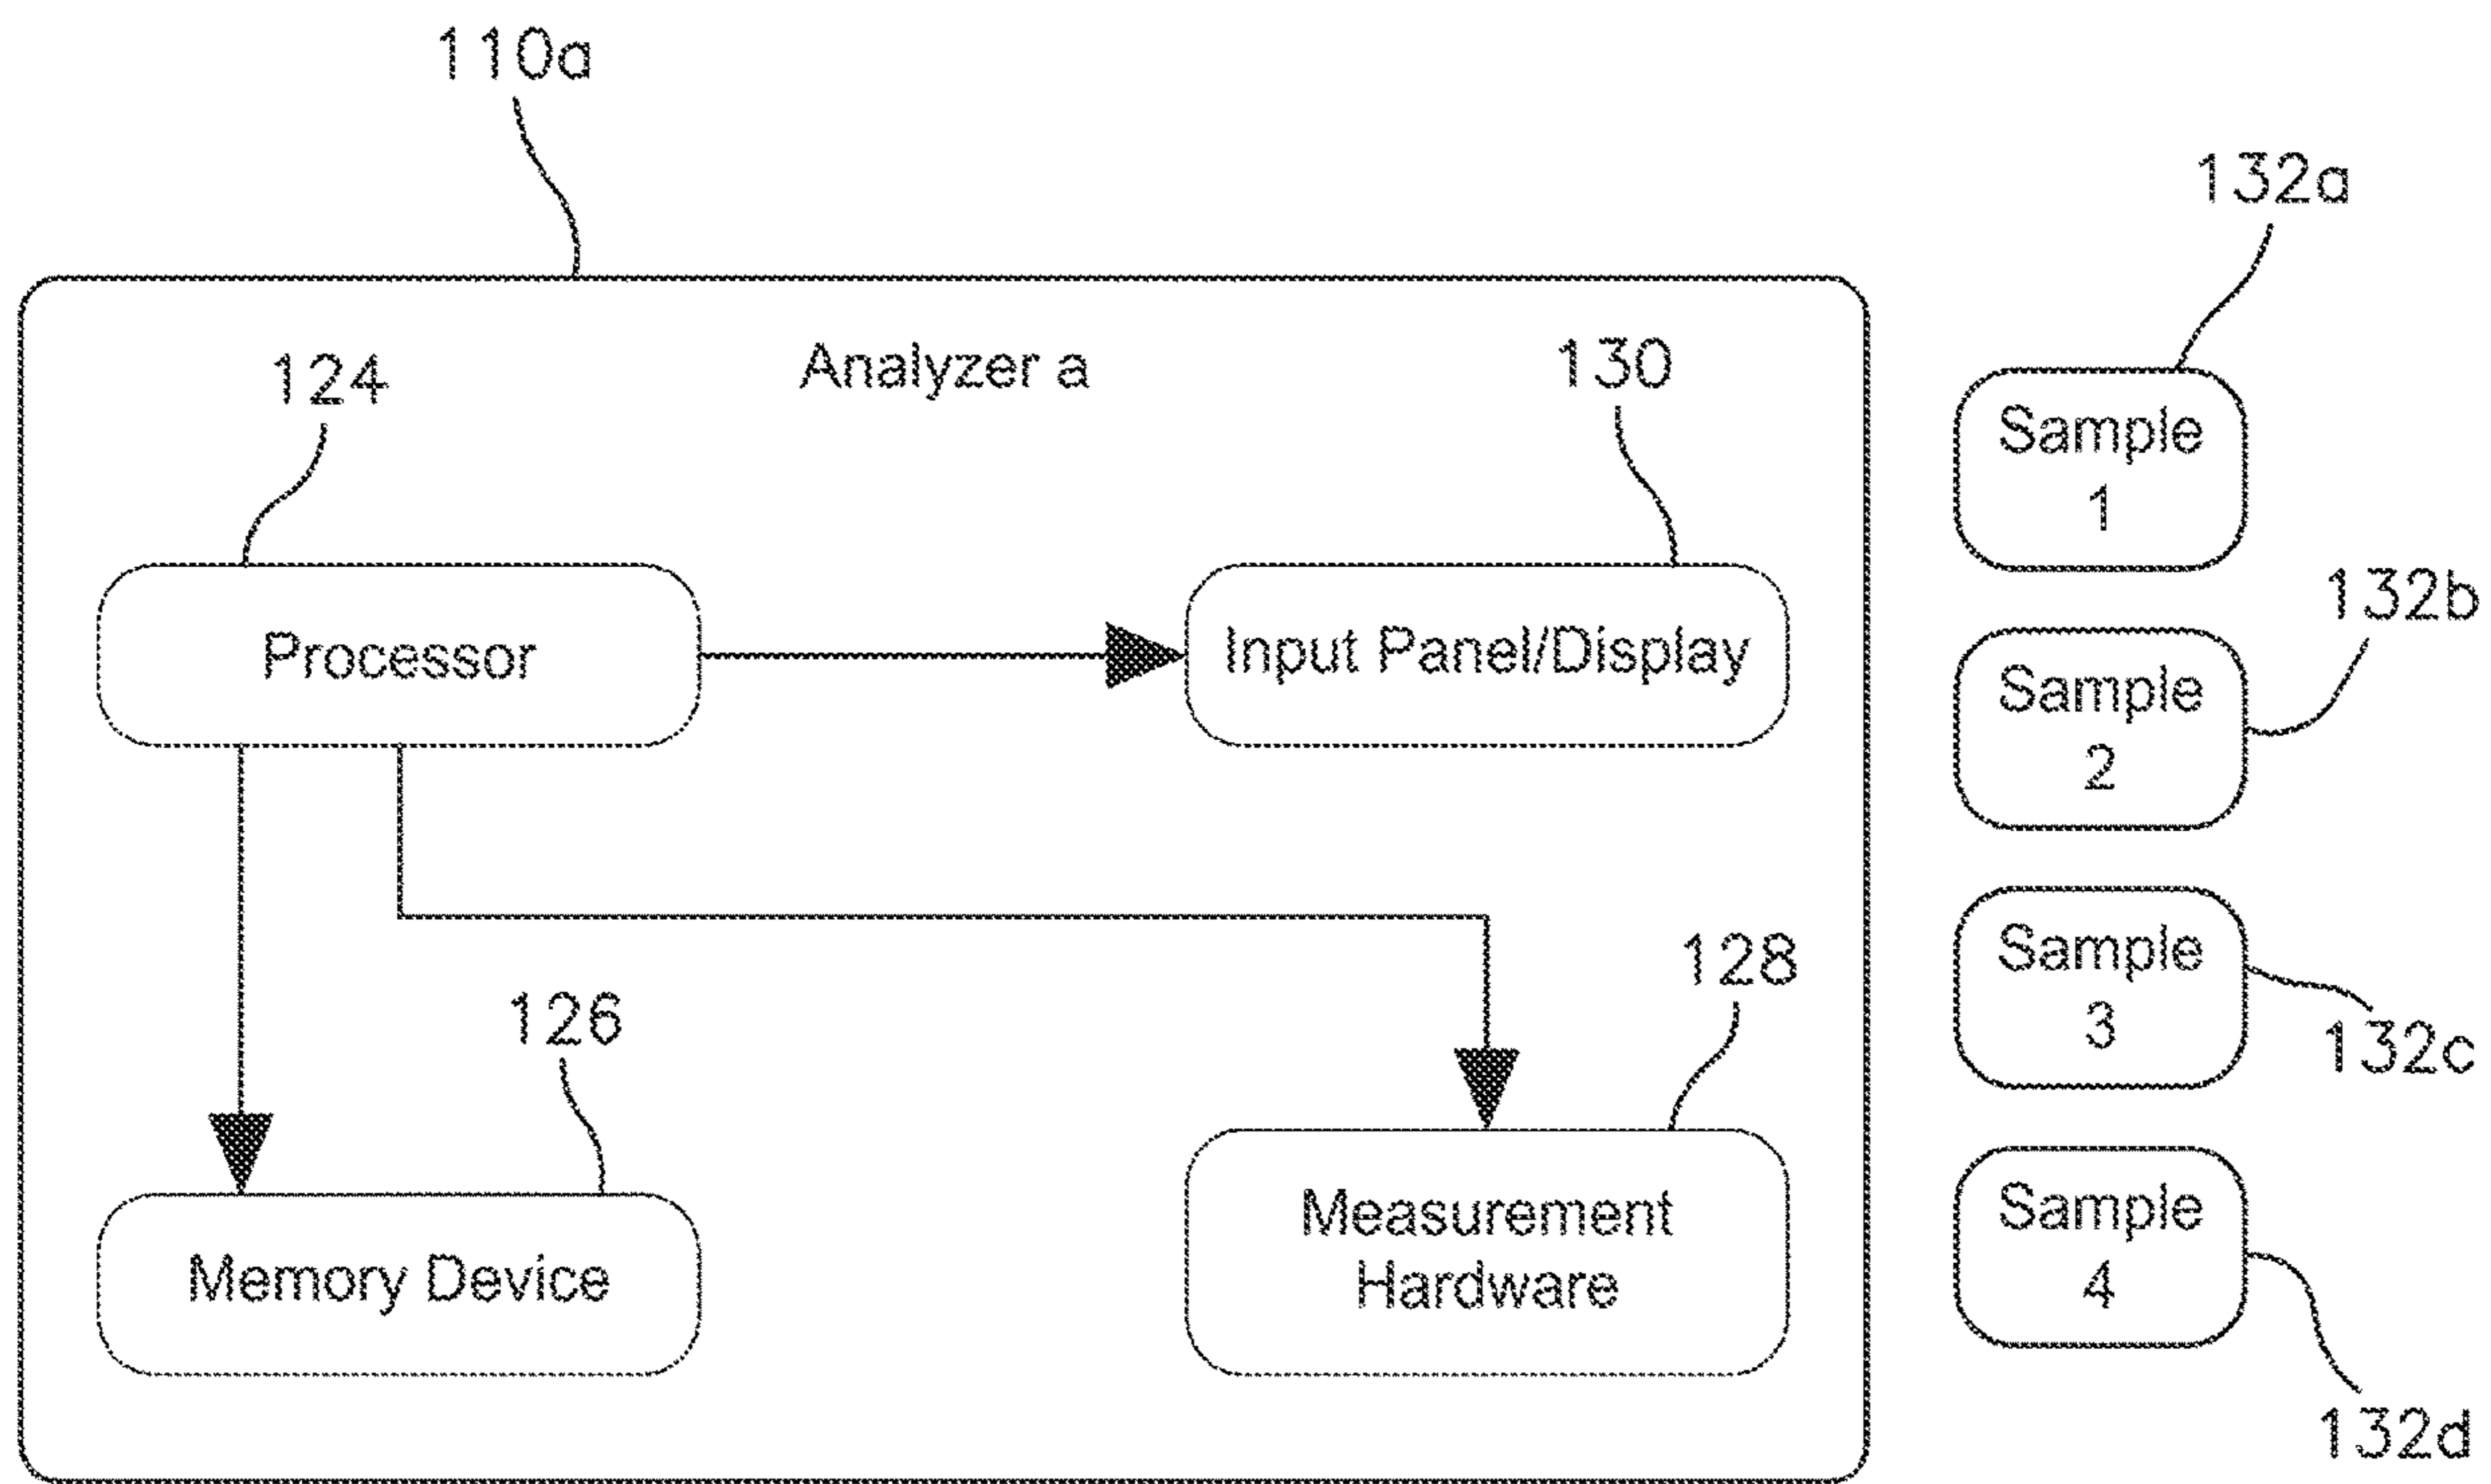 110a
132a
Analyzer a
124
130
Sample
1
132b
Processor
Input Panel/Display
Sample
2
Sample
3
132c
128
126
Memory Device
Measurement
Hardware
Sample
4
132d